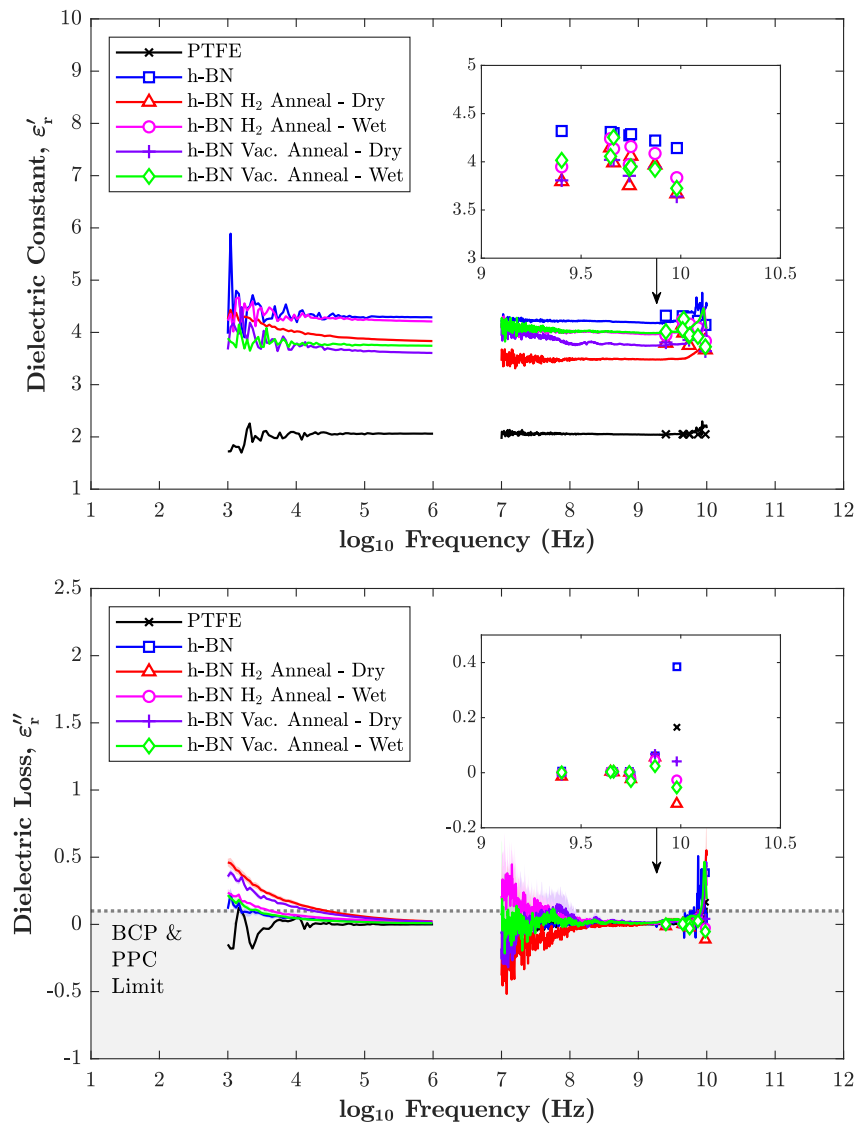 10
9
8
7
6
5
4
3
2
1
Dielectric Constant, ε′r
PTFE
h-BN
h-BN H₂ Anneal - Dry
h-BN H₂ Anneal - Wet
h-BN Vac. Anneal - Dry
h-BN Vac. Anneal - Wet
5
4.5
4
3.5
3
9 9.5 10 10.5
1 2 3 4 5 6 7 8 9 10 11 12
log₁₀ Frequency (Hz)
2.5
2
1.5
1
0.5
0
-0.5
-1
Dielectric Loss, ε″r
PTFE
h-BN
h-BN H₂ Anneal - Dry
h-BN H₂ Anneal - Wet
h-BN Vac. Anneal - Dry
h-BN Vac. Anneal - Wet
0.4
0.2
0
-0.2
9 9.5 10 10.5
BCP &
PPC
Limit
1 2 3 4 5 6 7 8 9 10 11 12
log₁₀ Frequency (Hz)